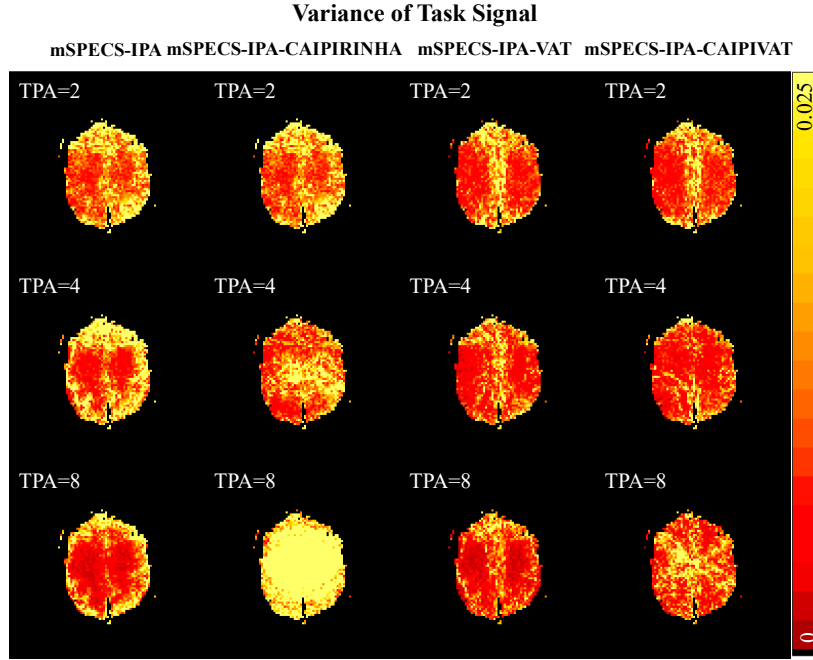 Variance of Task Signal
mSPECS-IPA mSPECS-IPA-CAIPIRINHA mSPECS-IPA-VAT mSPECS-IPA-CAIPIVAT
TPA=2 TPA=2 TPA=2 TPA=2
0.025
TPA=4 TPA=4 TPA=4 TPA=4
TPA=8 TPA=8 TPA=8 TPA=8
0